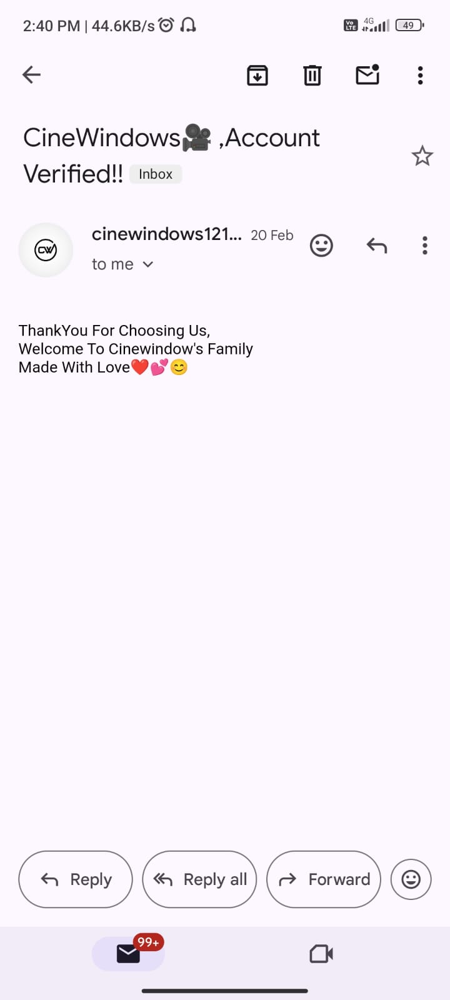 2:40 PM | 44.6KB/s Vo LTE 4G 49
CineWindows🎥 ,Account
Verified!! Inbox
CW
cinewindows121... 20 Feb
to me
ThankYou For Choosing Us,
Welcome To Cinewindow's Family
Made With Love❤️💕😊
Reply Reply all Forward
99+